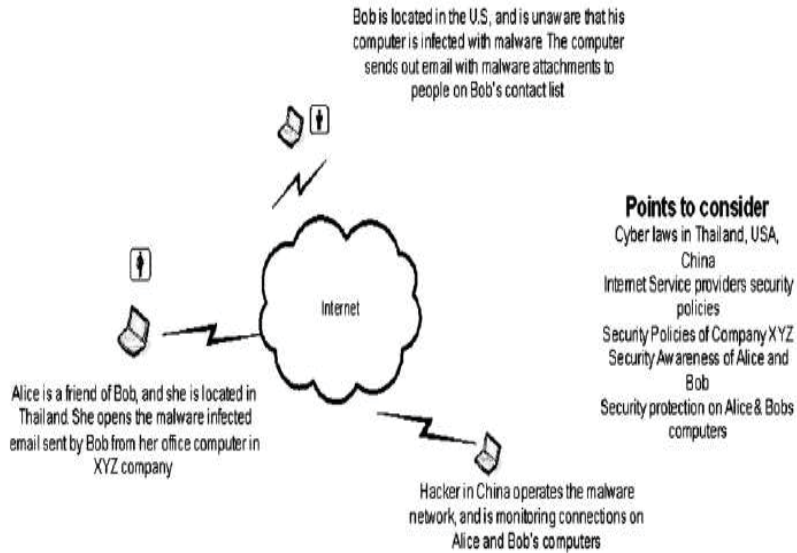 Bob is located in the U.S, and is unaware that his
computer is infected with malware The computer
sends out email with malware attachments to
people on Bob's contact list
Points to consider
Cyber laws in Thailand, USA,
China
Internet Service providers security
policies
Security Policies of Company XYZ
Security Awareness of Alice and
Bob
Security protection on Alice & Bobs
computers
Internet
Alice is a friend of Bob, and she is located in
Thailand. She opens the malware infected
email sent by Bob from her office computer in
XYZ company
Hacker in China operates the malware
network, and is monitoring connections on
Alice and Bob's computers